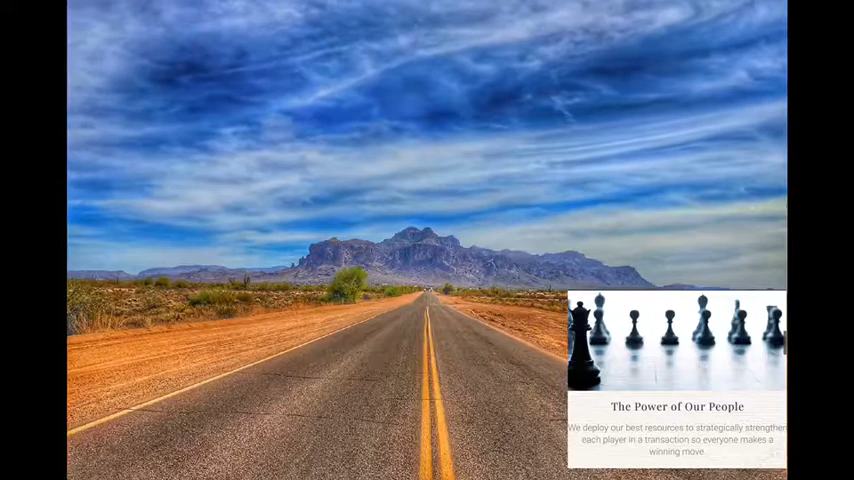 The Power of Our People
We deploy our best resources to strategically strengthen
each player in a transaction so everyone makes a
winning move.